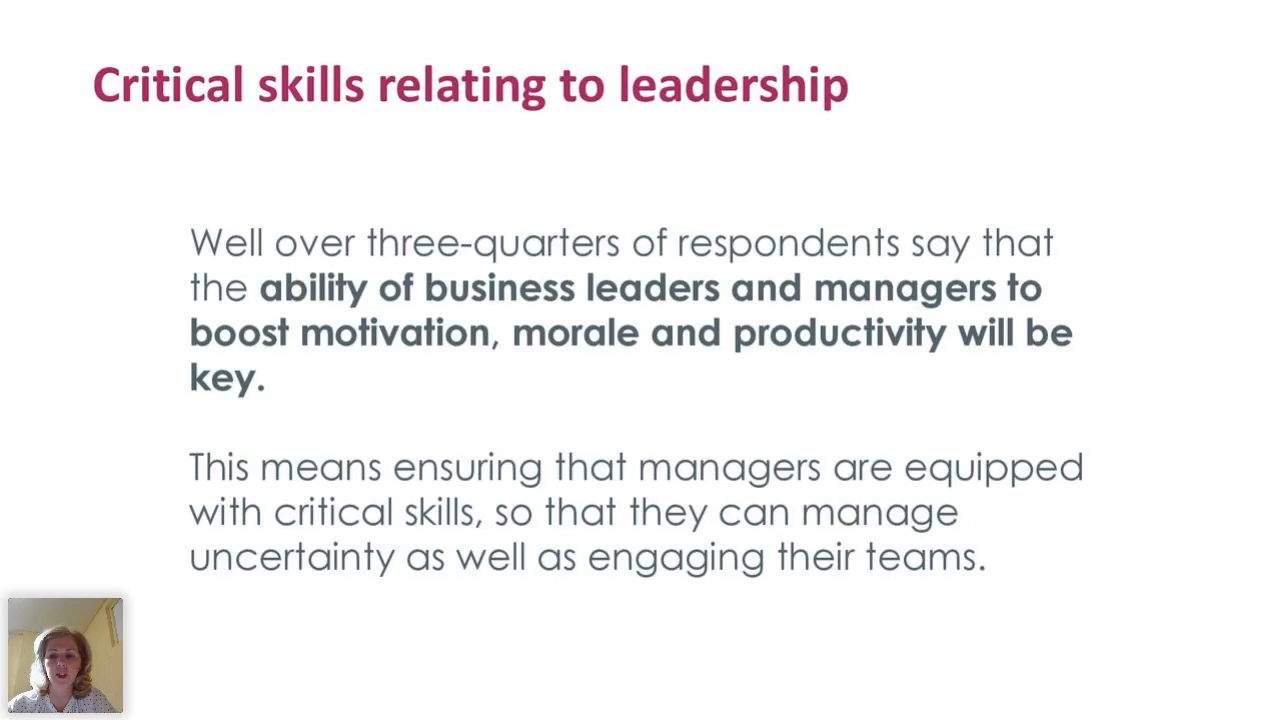 Critical skills relating to leadership
Well over three-quarters of respondents say that
the ability of business leaders and managers to
boost motivation, morale and productivity will be
key.
This means ensuring that managers are equipped
with critical skills, so that they can manage
uncertainty as well as engaging their teams.